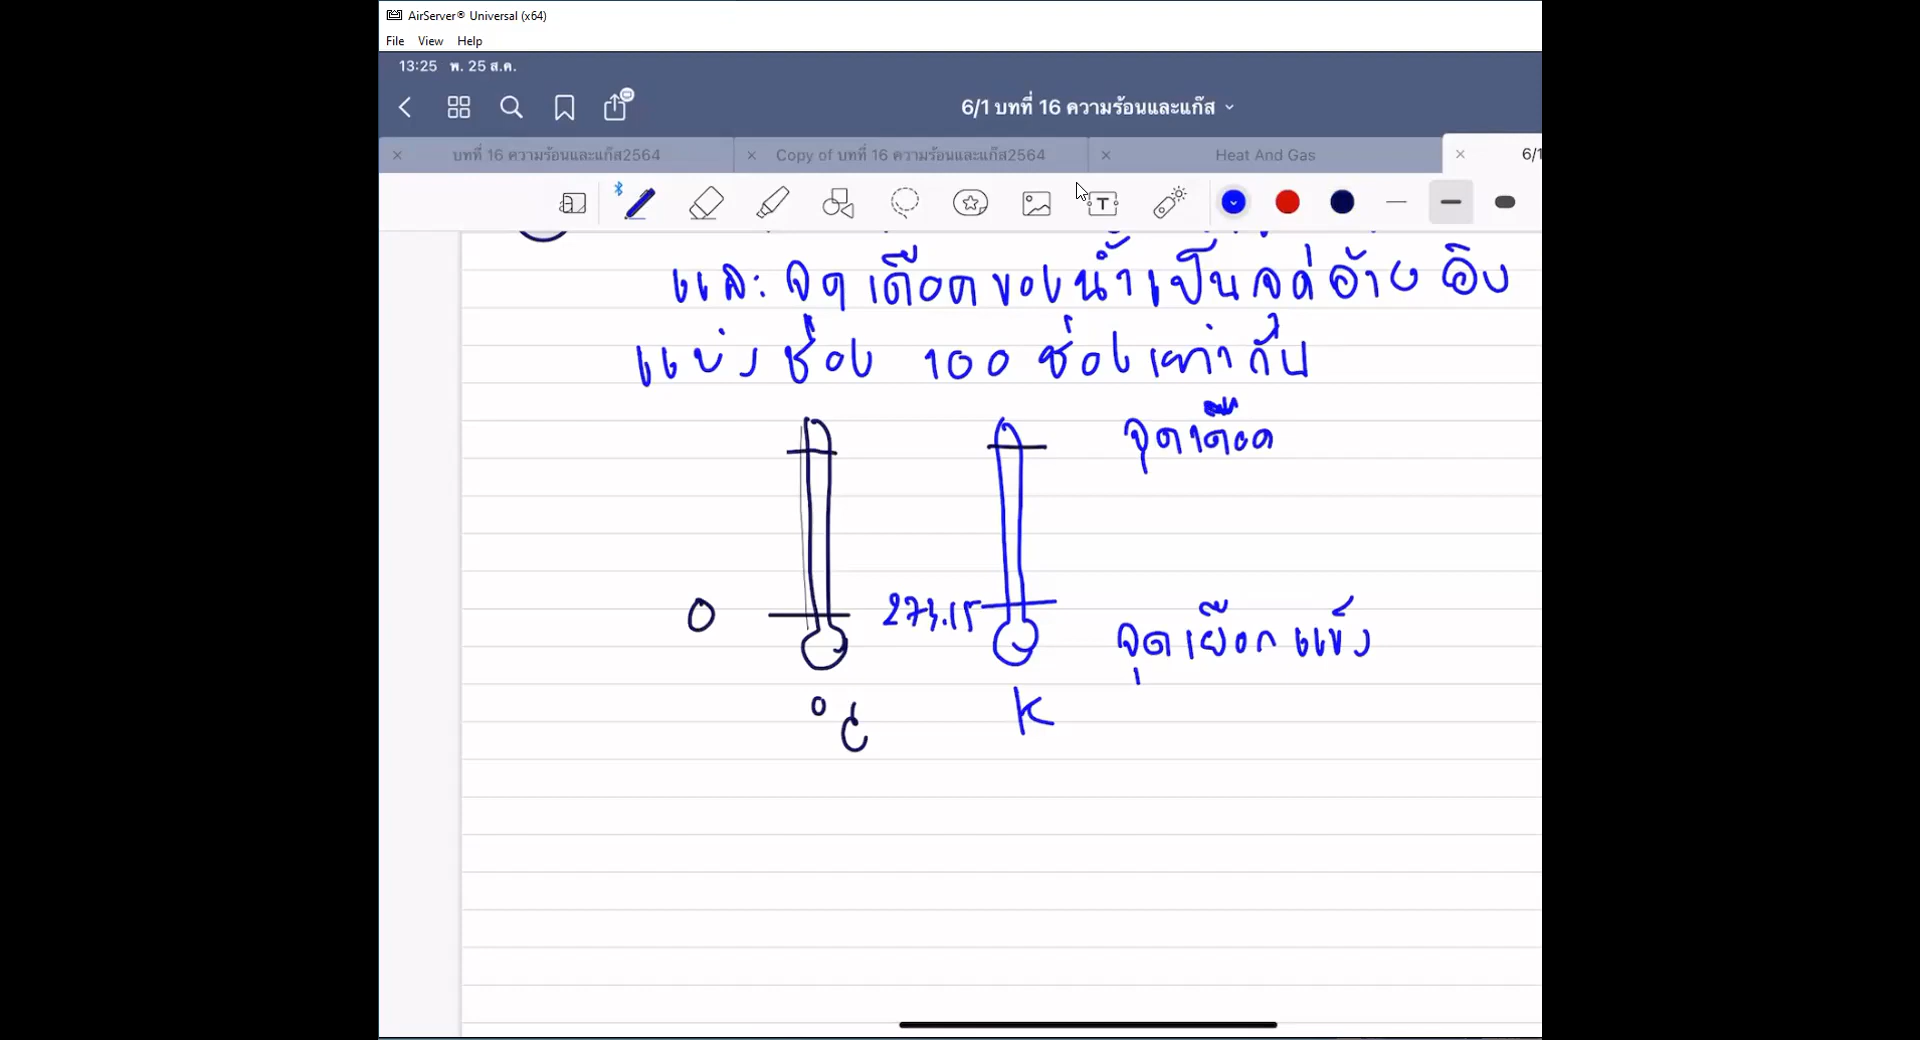 AirServer® Universal (x64)
File View Help
13:25 พ. 25 ส.ค.
6/1 บทที่ 16 ความร้อนและแก๊ส
บทที่ 16 ความร้อนและแก๊ส2564
Copy of บทที่ 16 ความร้อนและแก๊ส2564
Heat And Gas
6/1
และจุดเดือดของน้ำเป็นจุดอ้างอิง
แบ่งช่อง 100 ช่องเท่ากัน
จุดเดือด
0
273.15
จุดเยือกแข็ง
°C
K